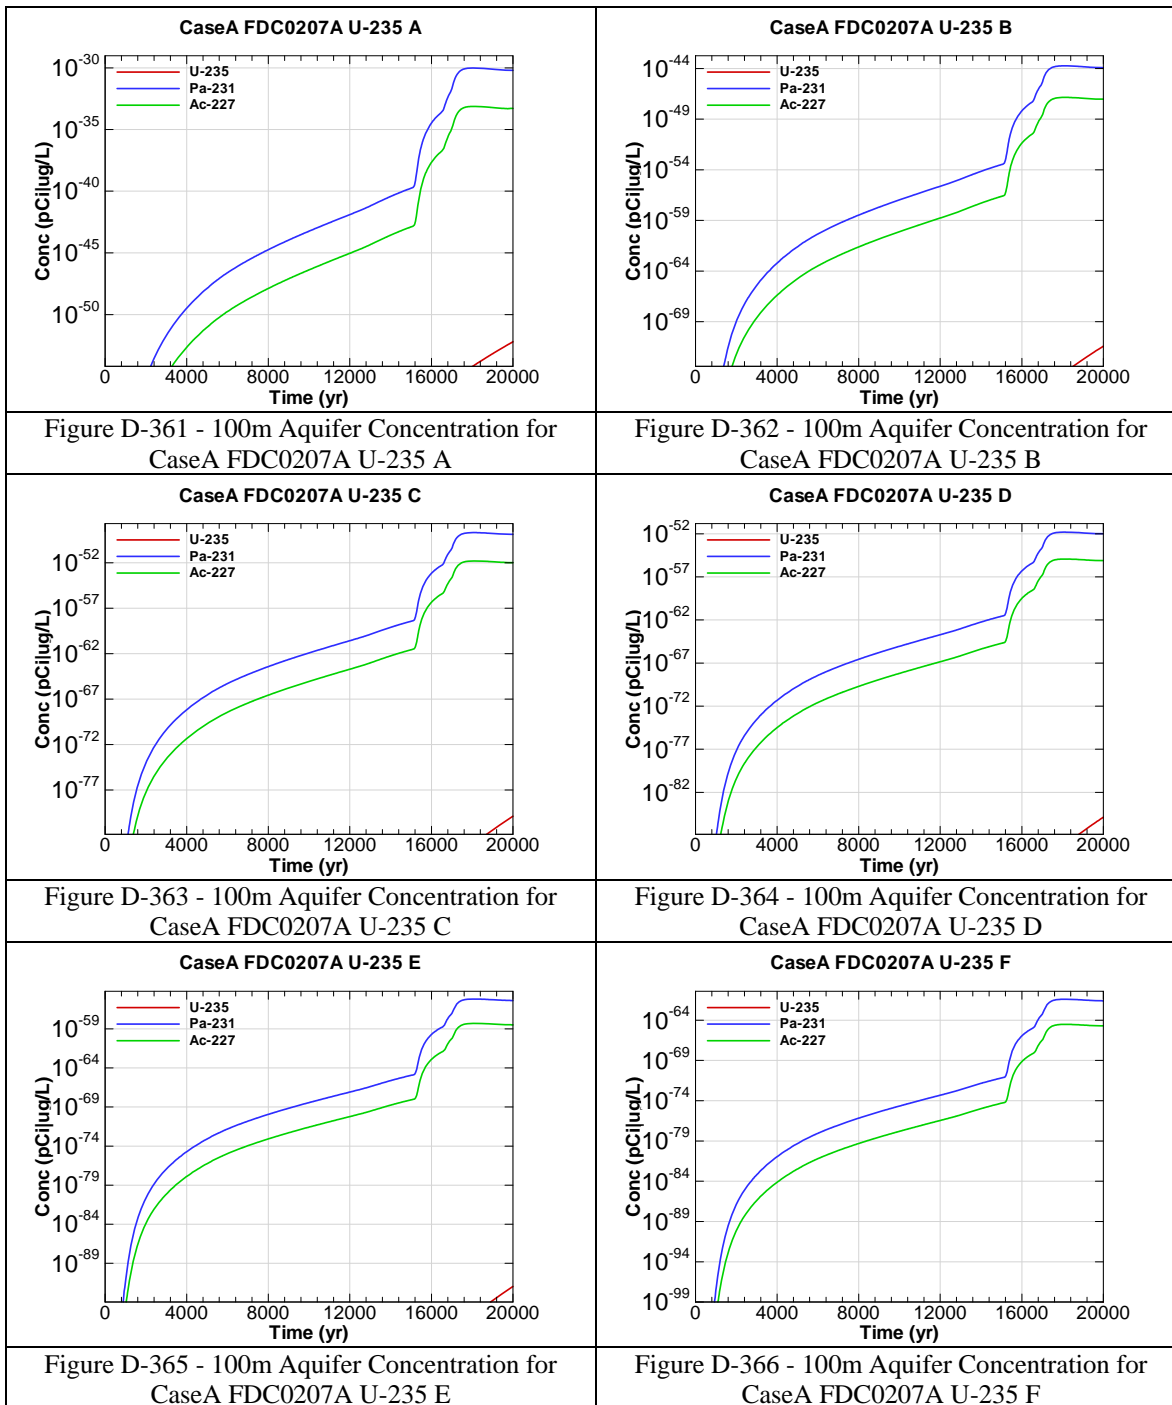 CaseA FDC0207A U-235 A
U-235
Pa-231
Ac-227
Conc (pCi|ug/L)
10^-30
10^-35
10^-40
10^-45
10^-50
0 4000 8000 12000 16000 20000
Time (yr)
Figure D-361 - 100m Aquifer Concentration for
CaseA FDC0207A U-235 A
CaseA FDC0207A U-235 B
U-235
Pa-231
Ac-227
Conc (pCi|ug/L)
10^-44
10^-49
10^-54
10^-59
10^-64
10^-69
0 4000 8000 12000 16000 20000
Time (yr)
Figure D-362 - 100m Aquifer Concentration for
CaseA FDC0207A U-235 B
CaseA FDC0207A U-235 C
U-235
Pa-231
Ac-227
Conc (pCi|ug/L)
10^-52
10^-57
10^-62
10^-67
10^-72
10^-77
0 4000 8000 12000 16000 20000
Time (yr)
Figure D-363 - 100m Aquifer Concentration for
CaseA FDC0207A U-235 C
CaseA FDC0207A U-235 D
U-235
Pa-231
Ac-227
Conc (pCi|ug/L)
10^-52
10^-57
10^-62
10^-67
10^-72
10^-77
10^-82
0 4000 8000 12000 16000 20000
Time (yr)
Figure D-364 - 100m Aquifer Concentration for
CaseA FDC0207A U-235 D
CaseA FDC0207A U-235 E
U-235
Pa-231
Ac-227
Conc (pCi|ug/L)
10^-59
10^-64
10^-69
10^-74
10^-79
10^-84
10^-89
0 4000 8000 12000 16000 20000
Time (yr)
Figure D-365 - 100m Aquifer Concentration for
CaseA FDC0207A U-235 E
CaseA FDC0207A U-235 F
U-235
Pa-231
Ac-227
Conc (pCi|ug/L)
10^-64
10^-69
10^-74
10^-79
10^-84
10^-89
10^-94
10^-99
0 4000 8000 12000 16000 20000
Time (yr)
Figure D-366 - 100m Aquifer Concentration for
CaseA FDC0207A U-235 F